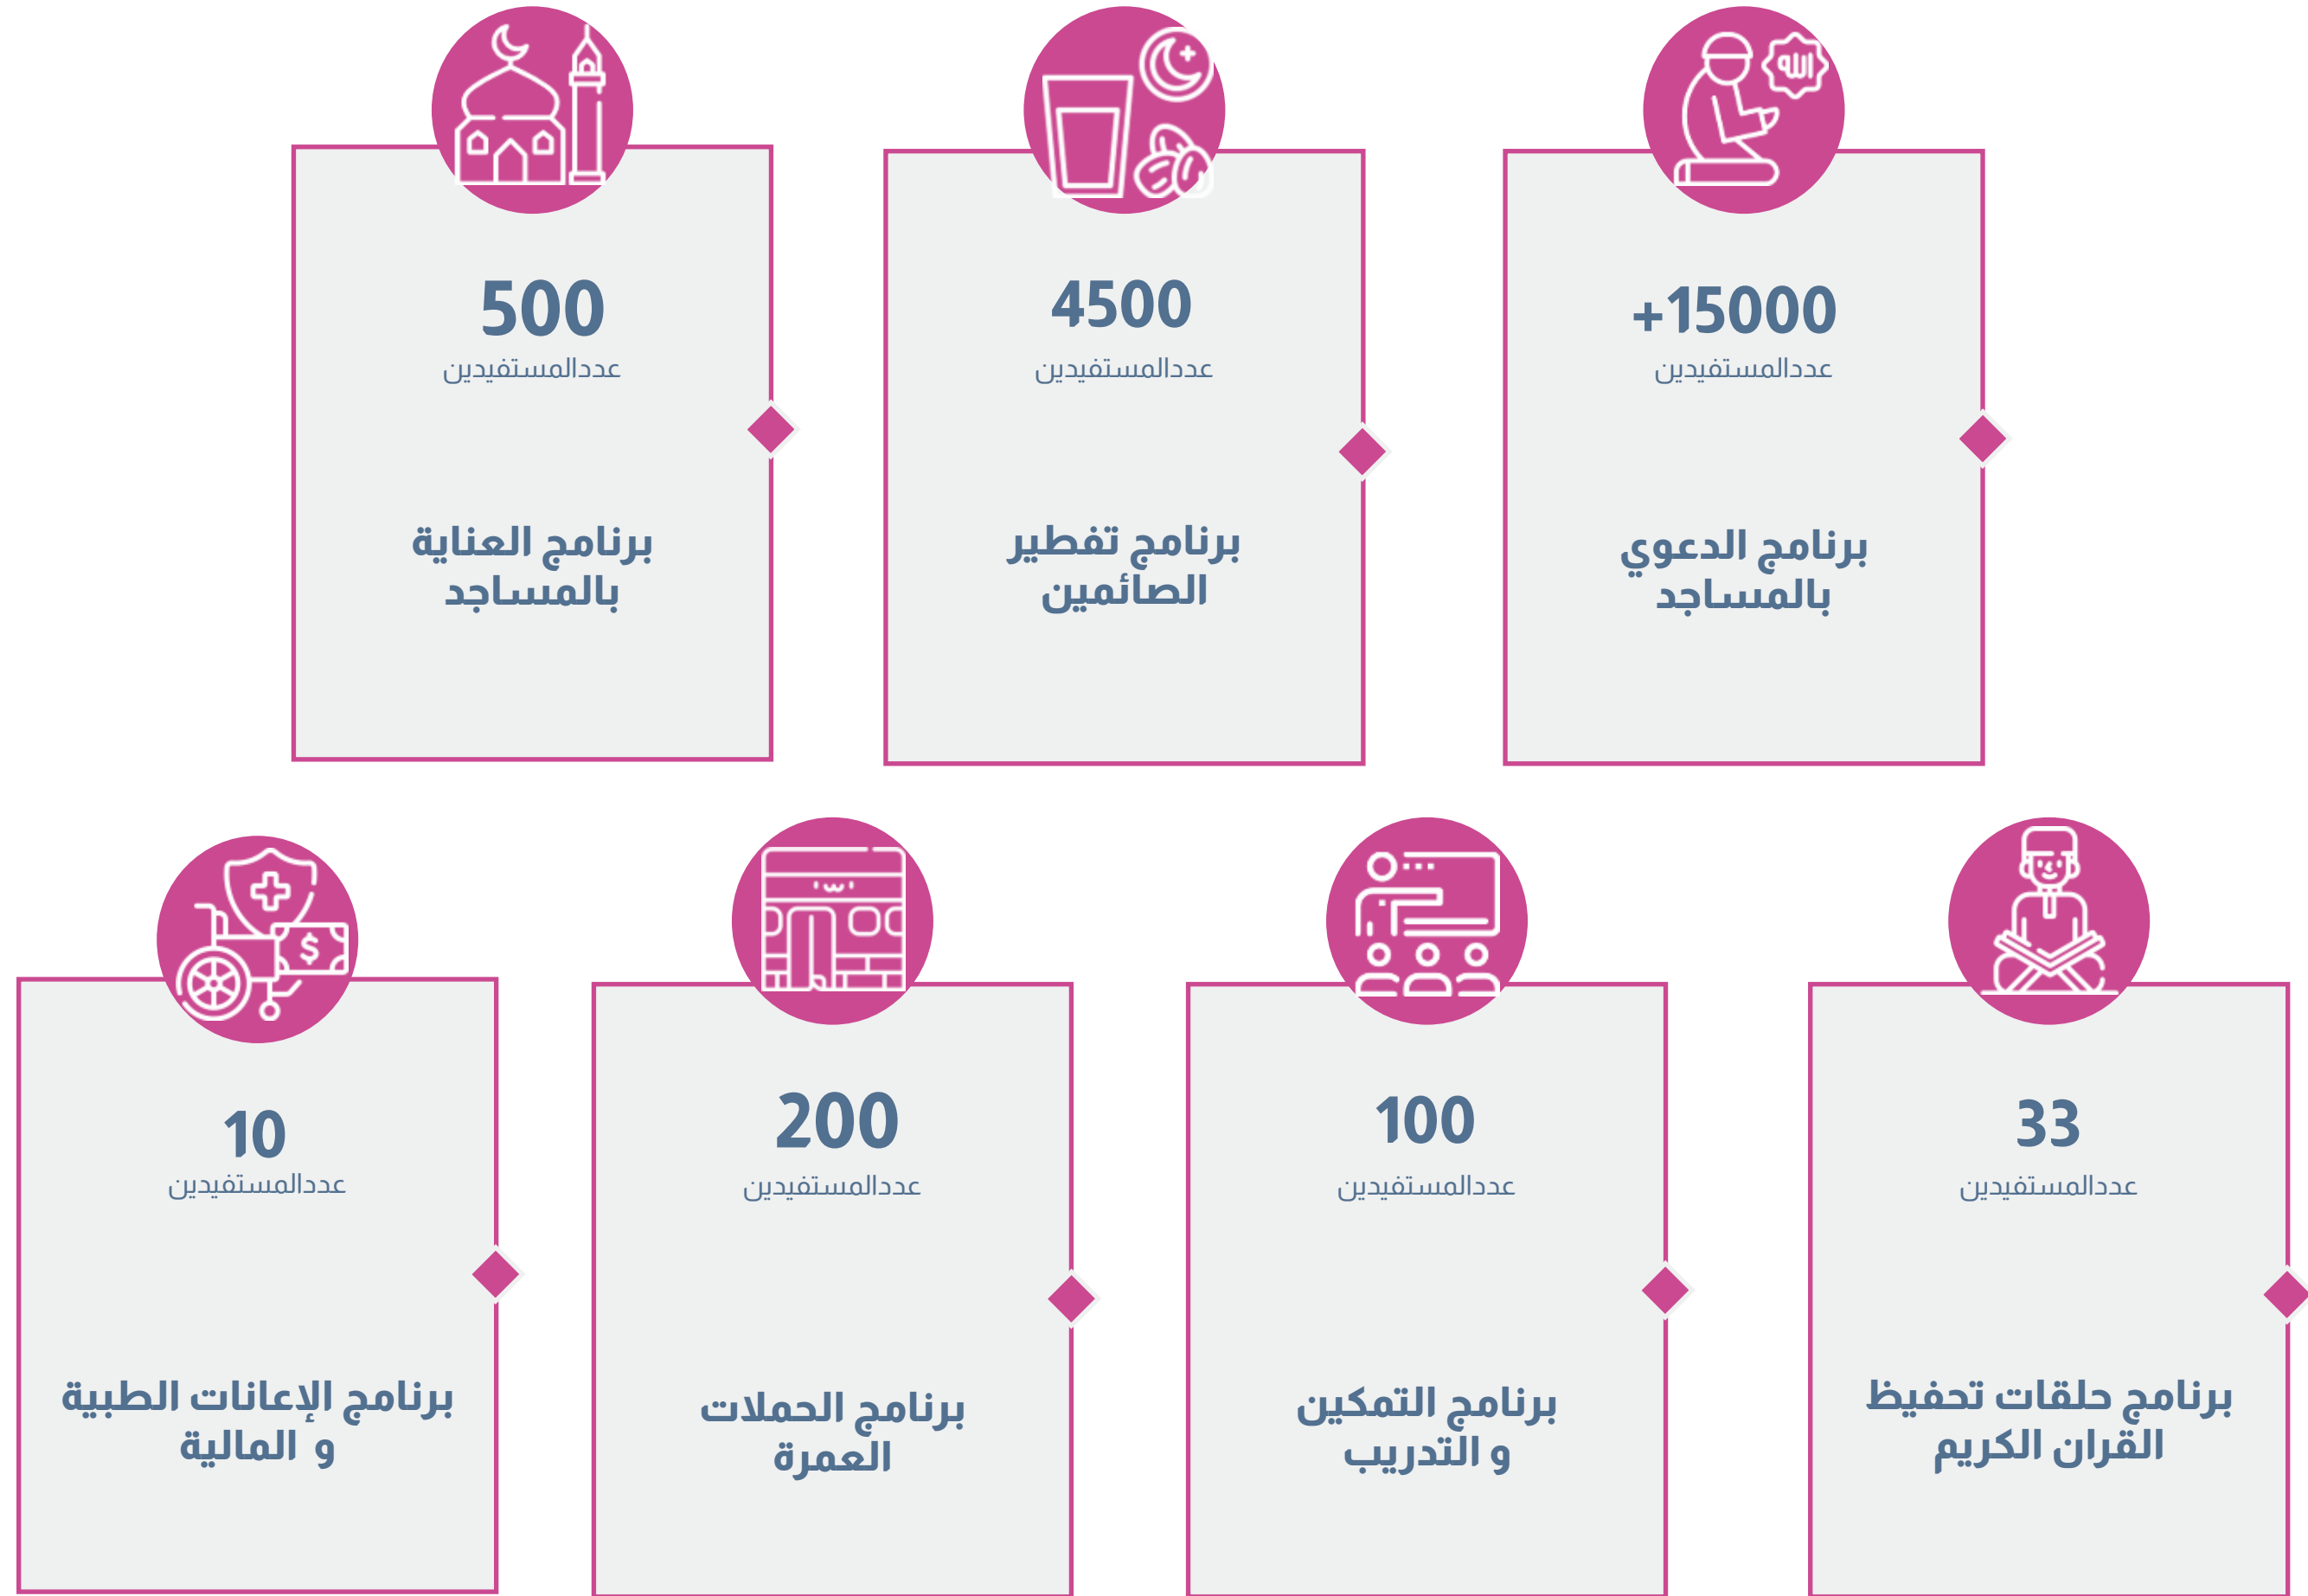 +15000
عددالمستفيدين
برنامج الدعوي
بالمساجد
4500
عددالمستفيدين
برنامج تفطير
الصائمين
500
عددالمستفيدين
برنامج العناية
بالمساجد
33
عددالمستفيدين
برنامج حلقات تحفيظ
القران الكريم
100
عددالمستفيدين
برنامج التمكين
و التدريب
200
عددالمستفيدين
برنامج الحملات
العمرة
10
عددالمستفيدين
برنامج الإعانات الطبية
و المالية